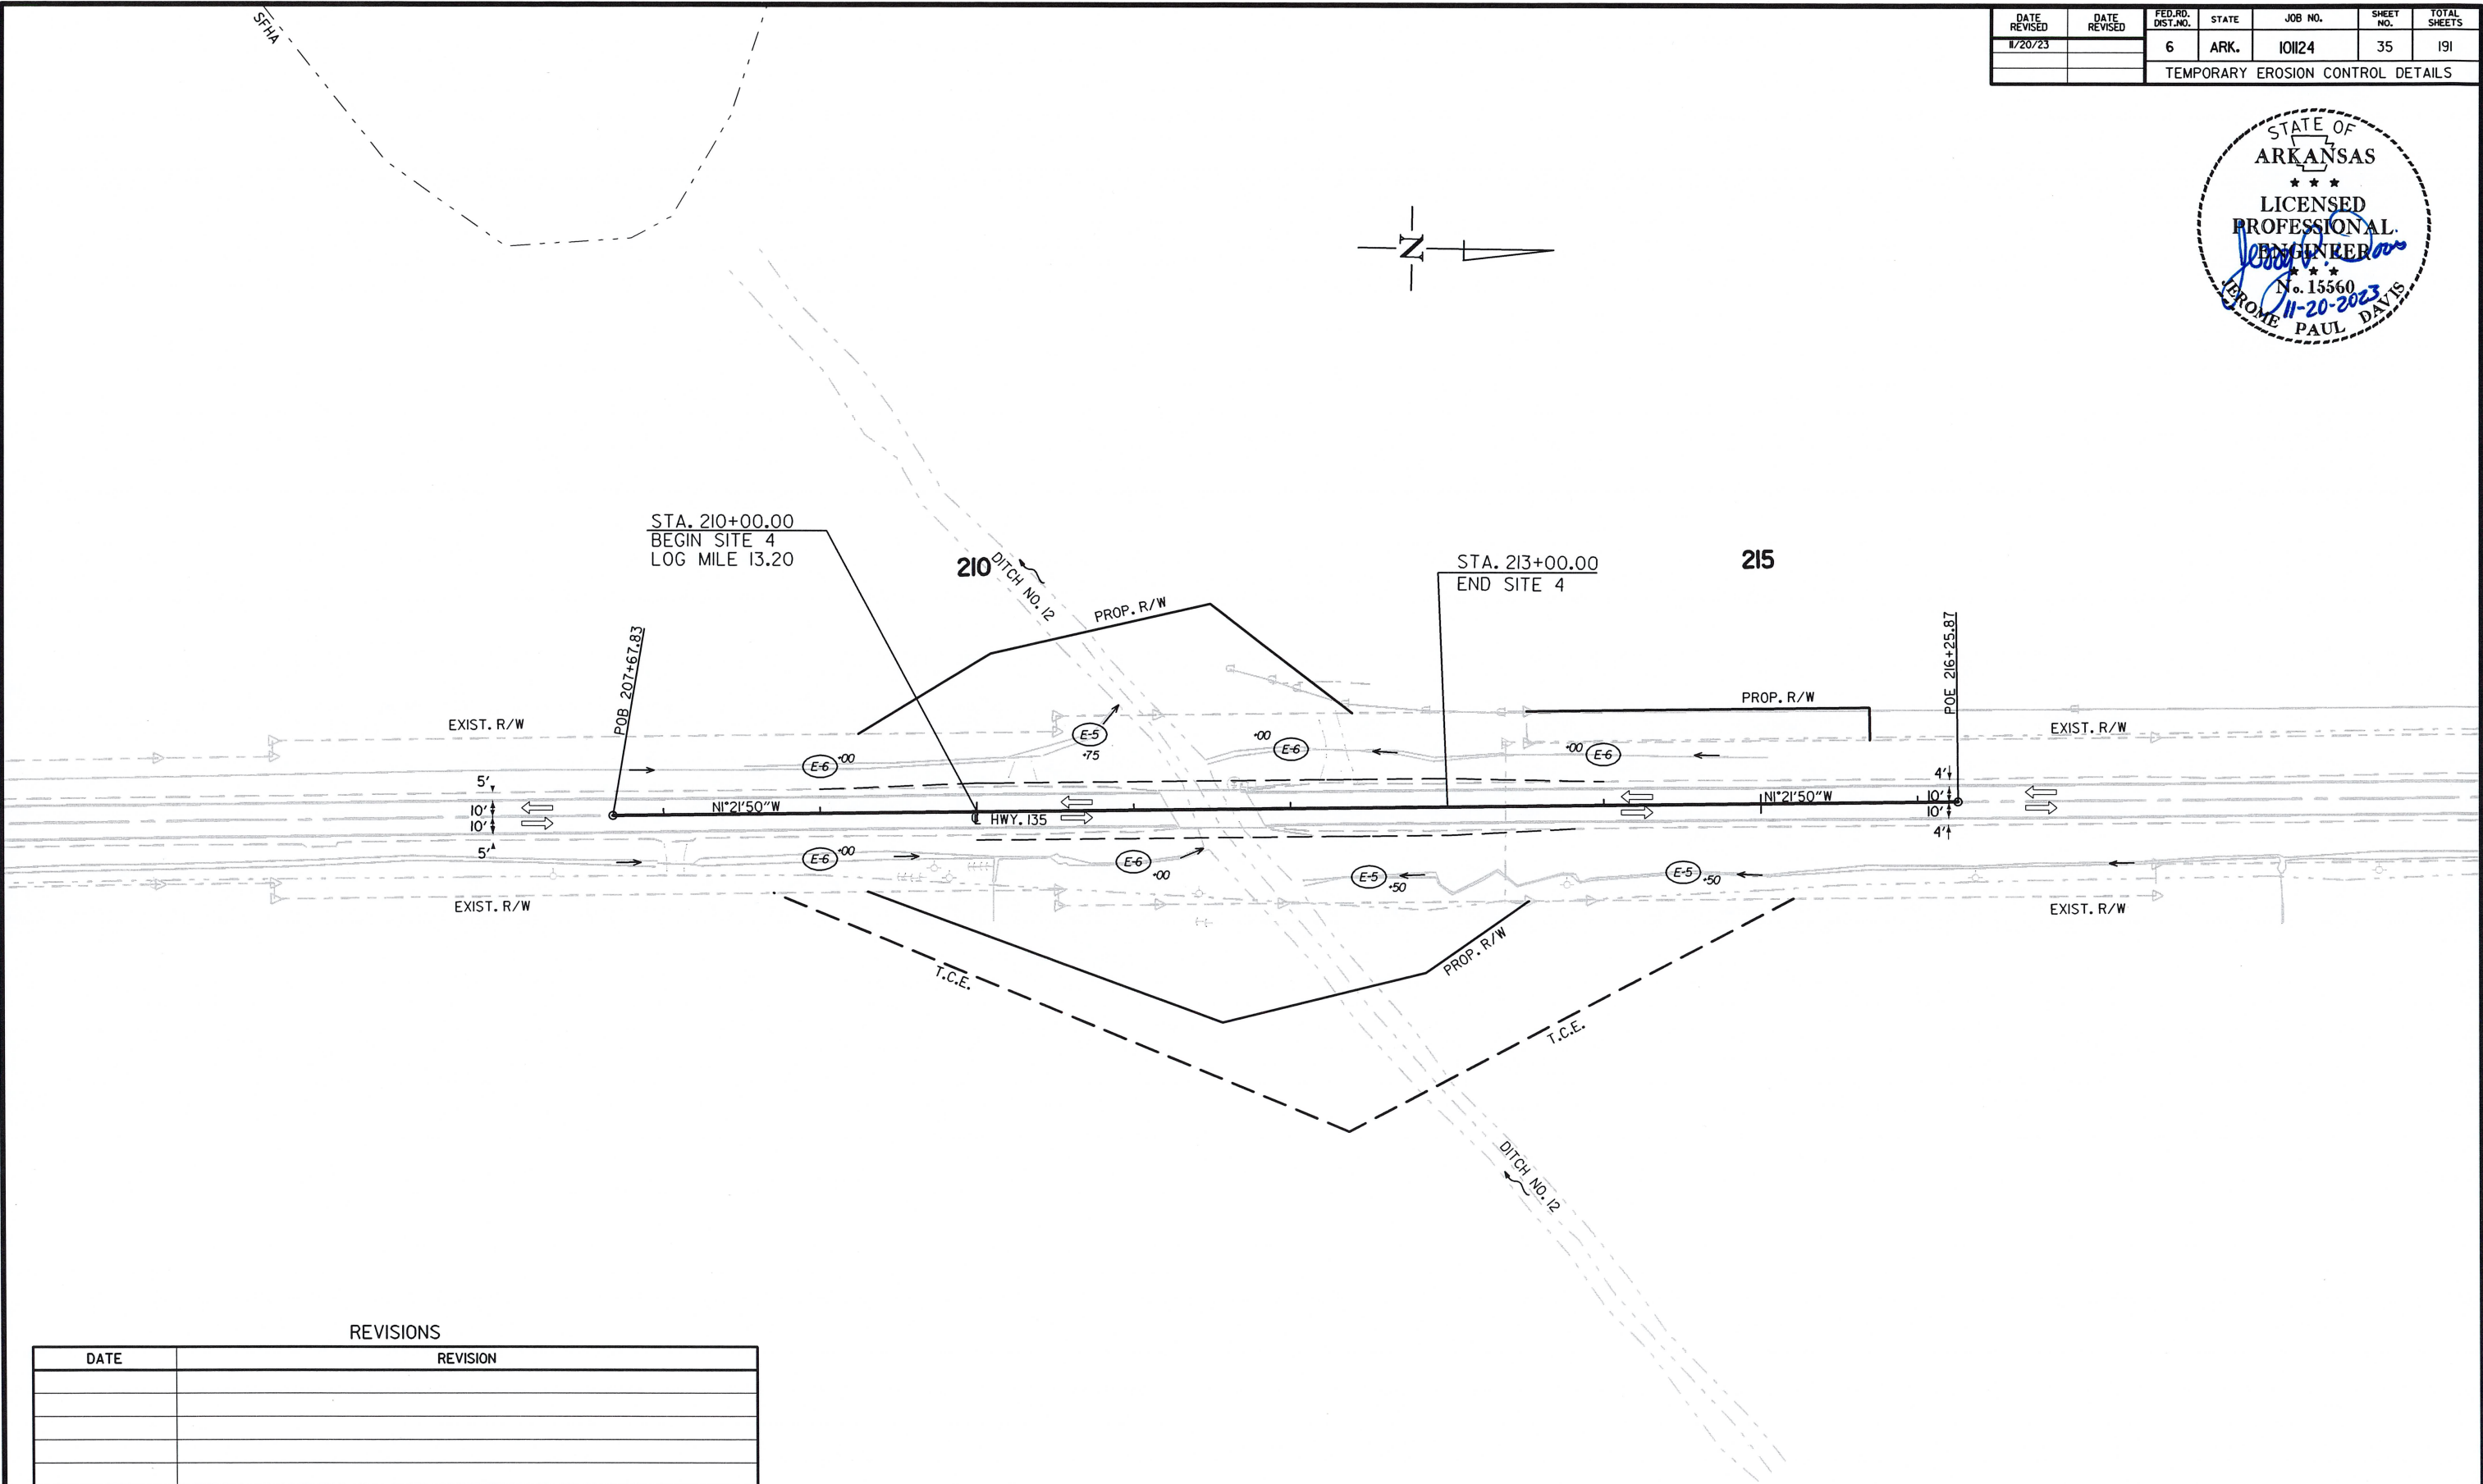 SFHA
DATE REVISED
DATE REVISED
FED.RD. DIST.NO.
STATE
JOB NO.
SHEET NO.
TOTAL SHEETS
11/20/23
6
ARK.
101124
35
191
TEMPORARY EROSION CONTROL DETAILS
STATE OF
ARKANSAS
★ ★ ★
LICENSED
PROFESSIONAL
ENGINEER
★ ★ ★
No. 15560
11-20-2023
JEROME PAUL DAVIS
N
STA. 210+00.00
BEGIN SITE 4
LOG MILE 13.20
210
DITCH NO. 12
STA. 213+00.00
END SITE 4
215
PROP. R/W
POB 207+67.83
POE 216+25.87
PROP. R/W
EXIST. R/W
EXIST. R/W
E-5
+75
E-6
+00
+00
E-6
+00
E-6
5'
10'
10'
5'
N1°21'50"W
℄ HWY. 135
N1°21'50"W
4'
10'
10'
4'
E-6
+00
E-6
+00
E-5
+50
E-5
+50
EXIST. R/W
EXIST. R/W
PROP. R/W
T.C.E.
T.C.E.
DITCH NO. 12
REVISIONS
DATE
REVISION